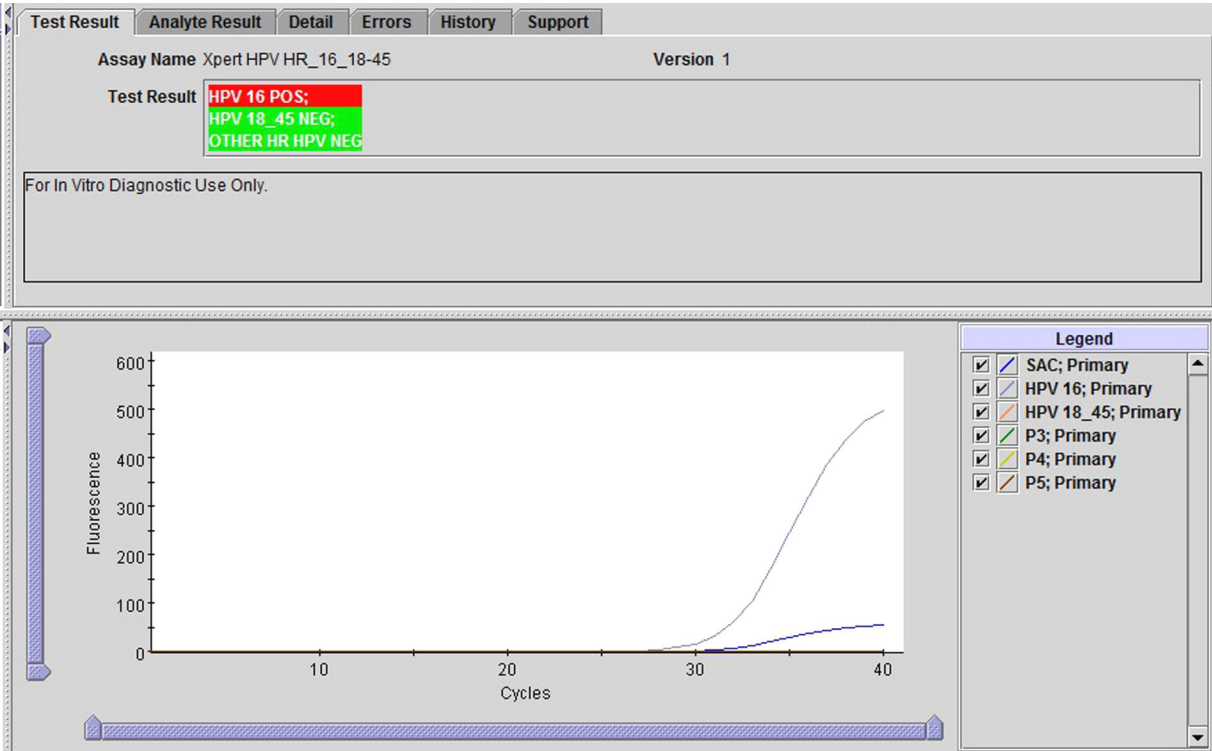 Test Result Analyte Result Detail Errors History Support
Assay Name Xpert HPV HR_16_18-45 Version 1
Test Result HPV 16 POS;
HPV 18_45 NEG;
OTHER HR HPV NEG
For In Vitro Diagnostic Use Only.
Legend
SAC; Primary
HPV 16; Primary
HPV 18_45; Primary
P3; Primary
P4; Primary
P5; Primary
600
500
400
300
200
100
0
Fluorescence
10 20 30 40
Cycles